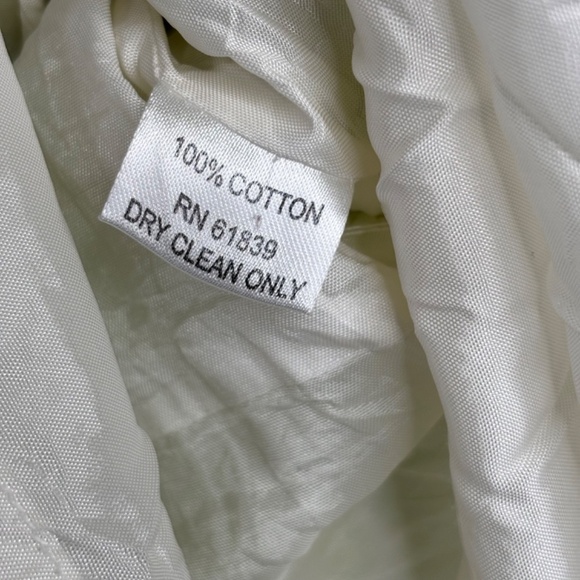 100% COTTON
RN 61839
DRY CLEAN ONLY